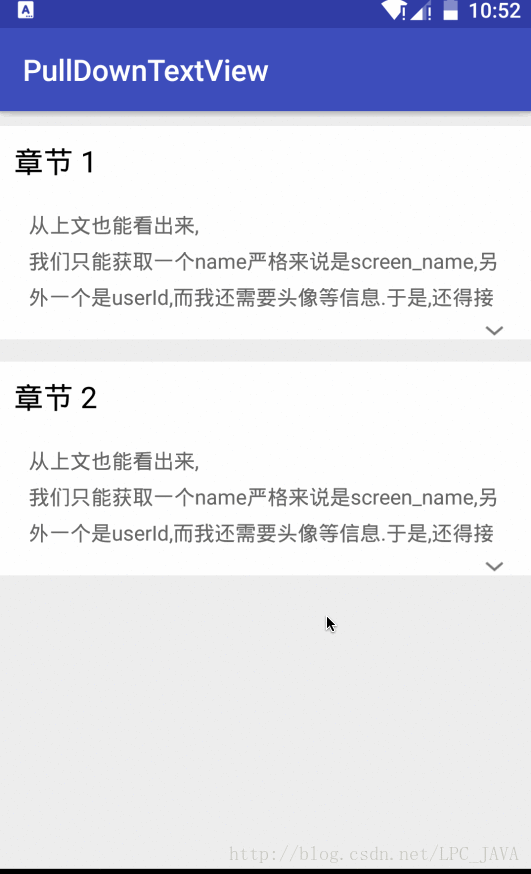 A
10:52
PullDownTextView
章节 1
从上文也能看出来,
我们只能获取一个name严格来说是screen_name,另
外一个是userId,而我还需要头像等信息.于是,还得接
章节 2
从上文也能看出来,
我们只能获取一个name严格来说是screen_name,另
外一个是userId,而我还需要头像等信息.于是,还得接
http://blog.csdn.net/LPC_JAVA